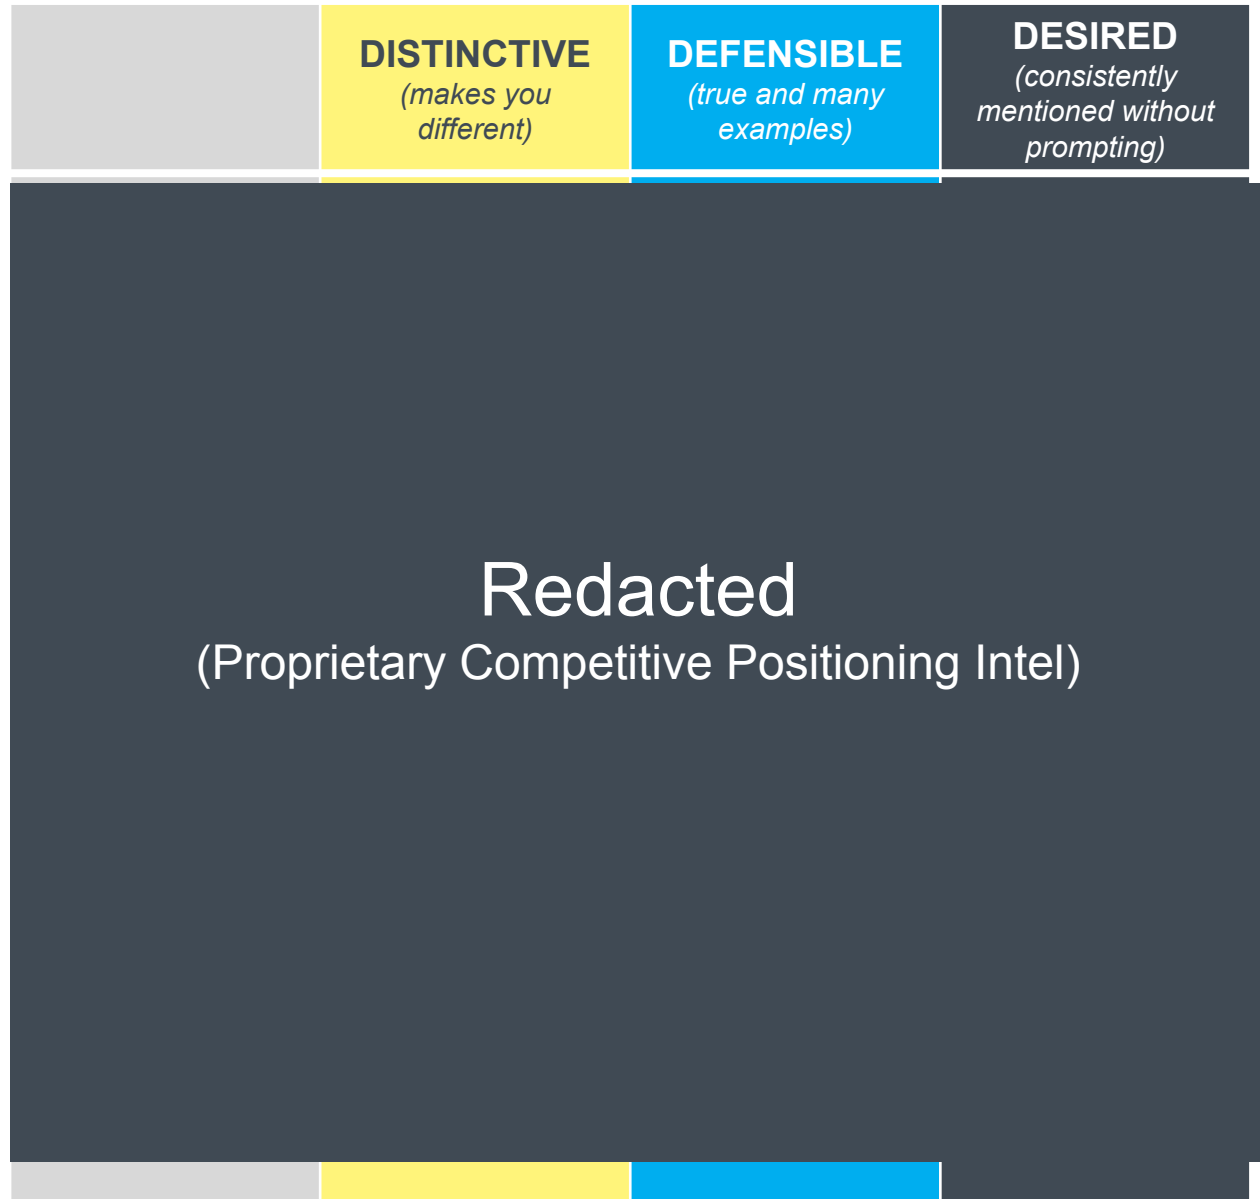 DISTINCTIVE
(makes you
different)
DEFENSIBLE
(true and many
examples)
DESIRED
(consistently
mentioned without
prompting)
Redacted
(Proprietary Competitive Positioning Intel)